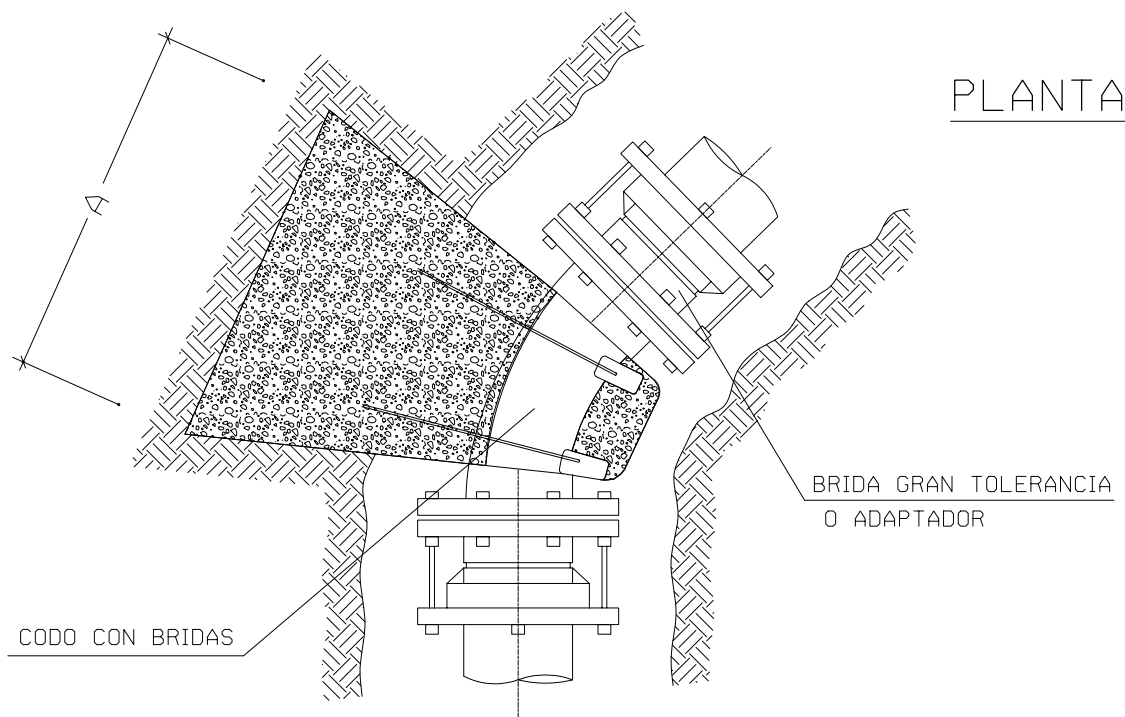 PLANTA
A
BRIDA GRAN TOLERANCIA
O ADAPTADOR
CODO CON BRIDAS